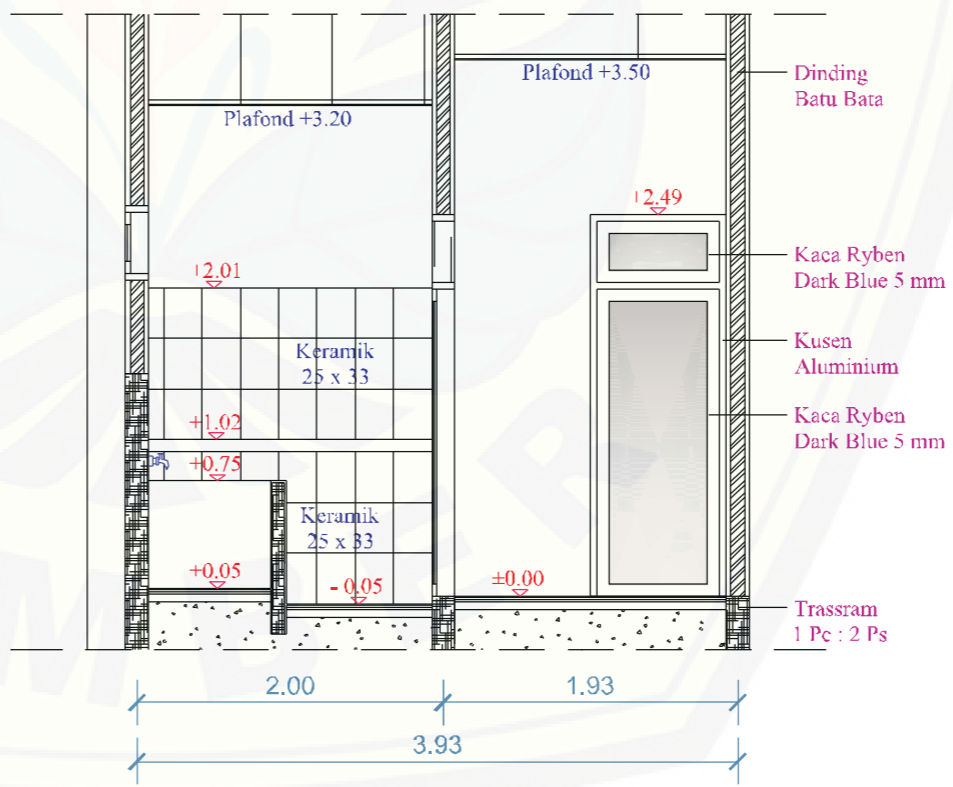 Plafond +3.50
Dinding
Batu Bata
Plafond +3.20
+2.49
+2.01
Kaca Ryben
Dark Blue 5 mm
Keramik
25 x 33
Kusen
Aluminium
+1.02
Kaca Ryben
Dark Blue 5 mm
+0.75
Keramik
25 x 33
+0.05
- 0.05
±0.00
Trassram
1 Pc : 2 Ps
2.00
1.93
3.93